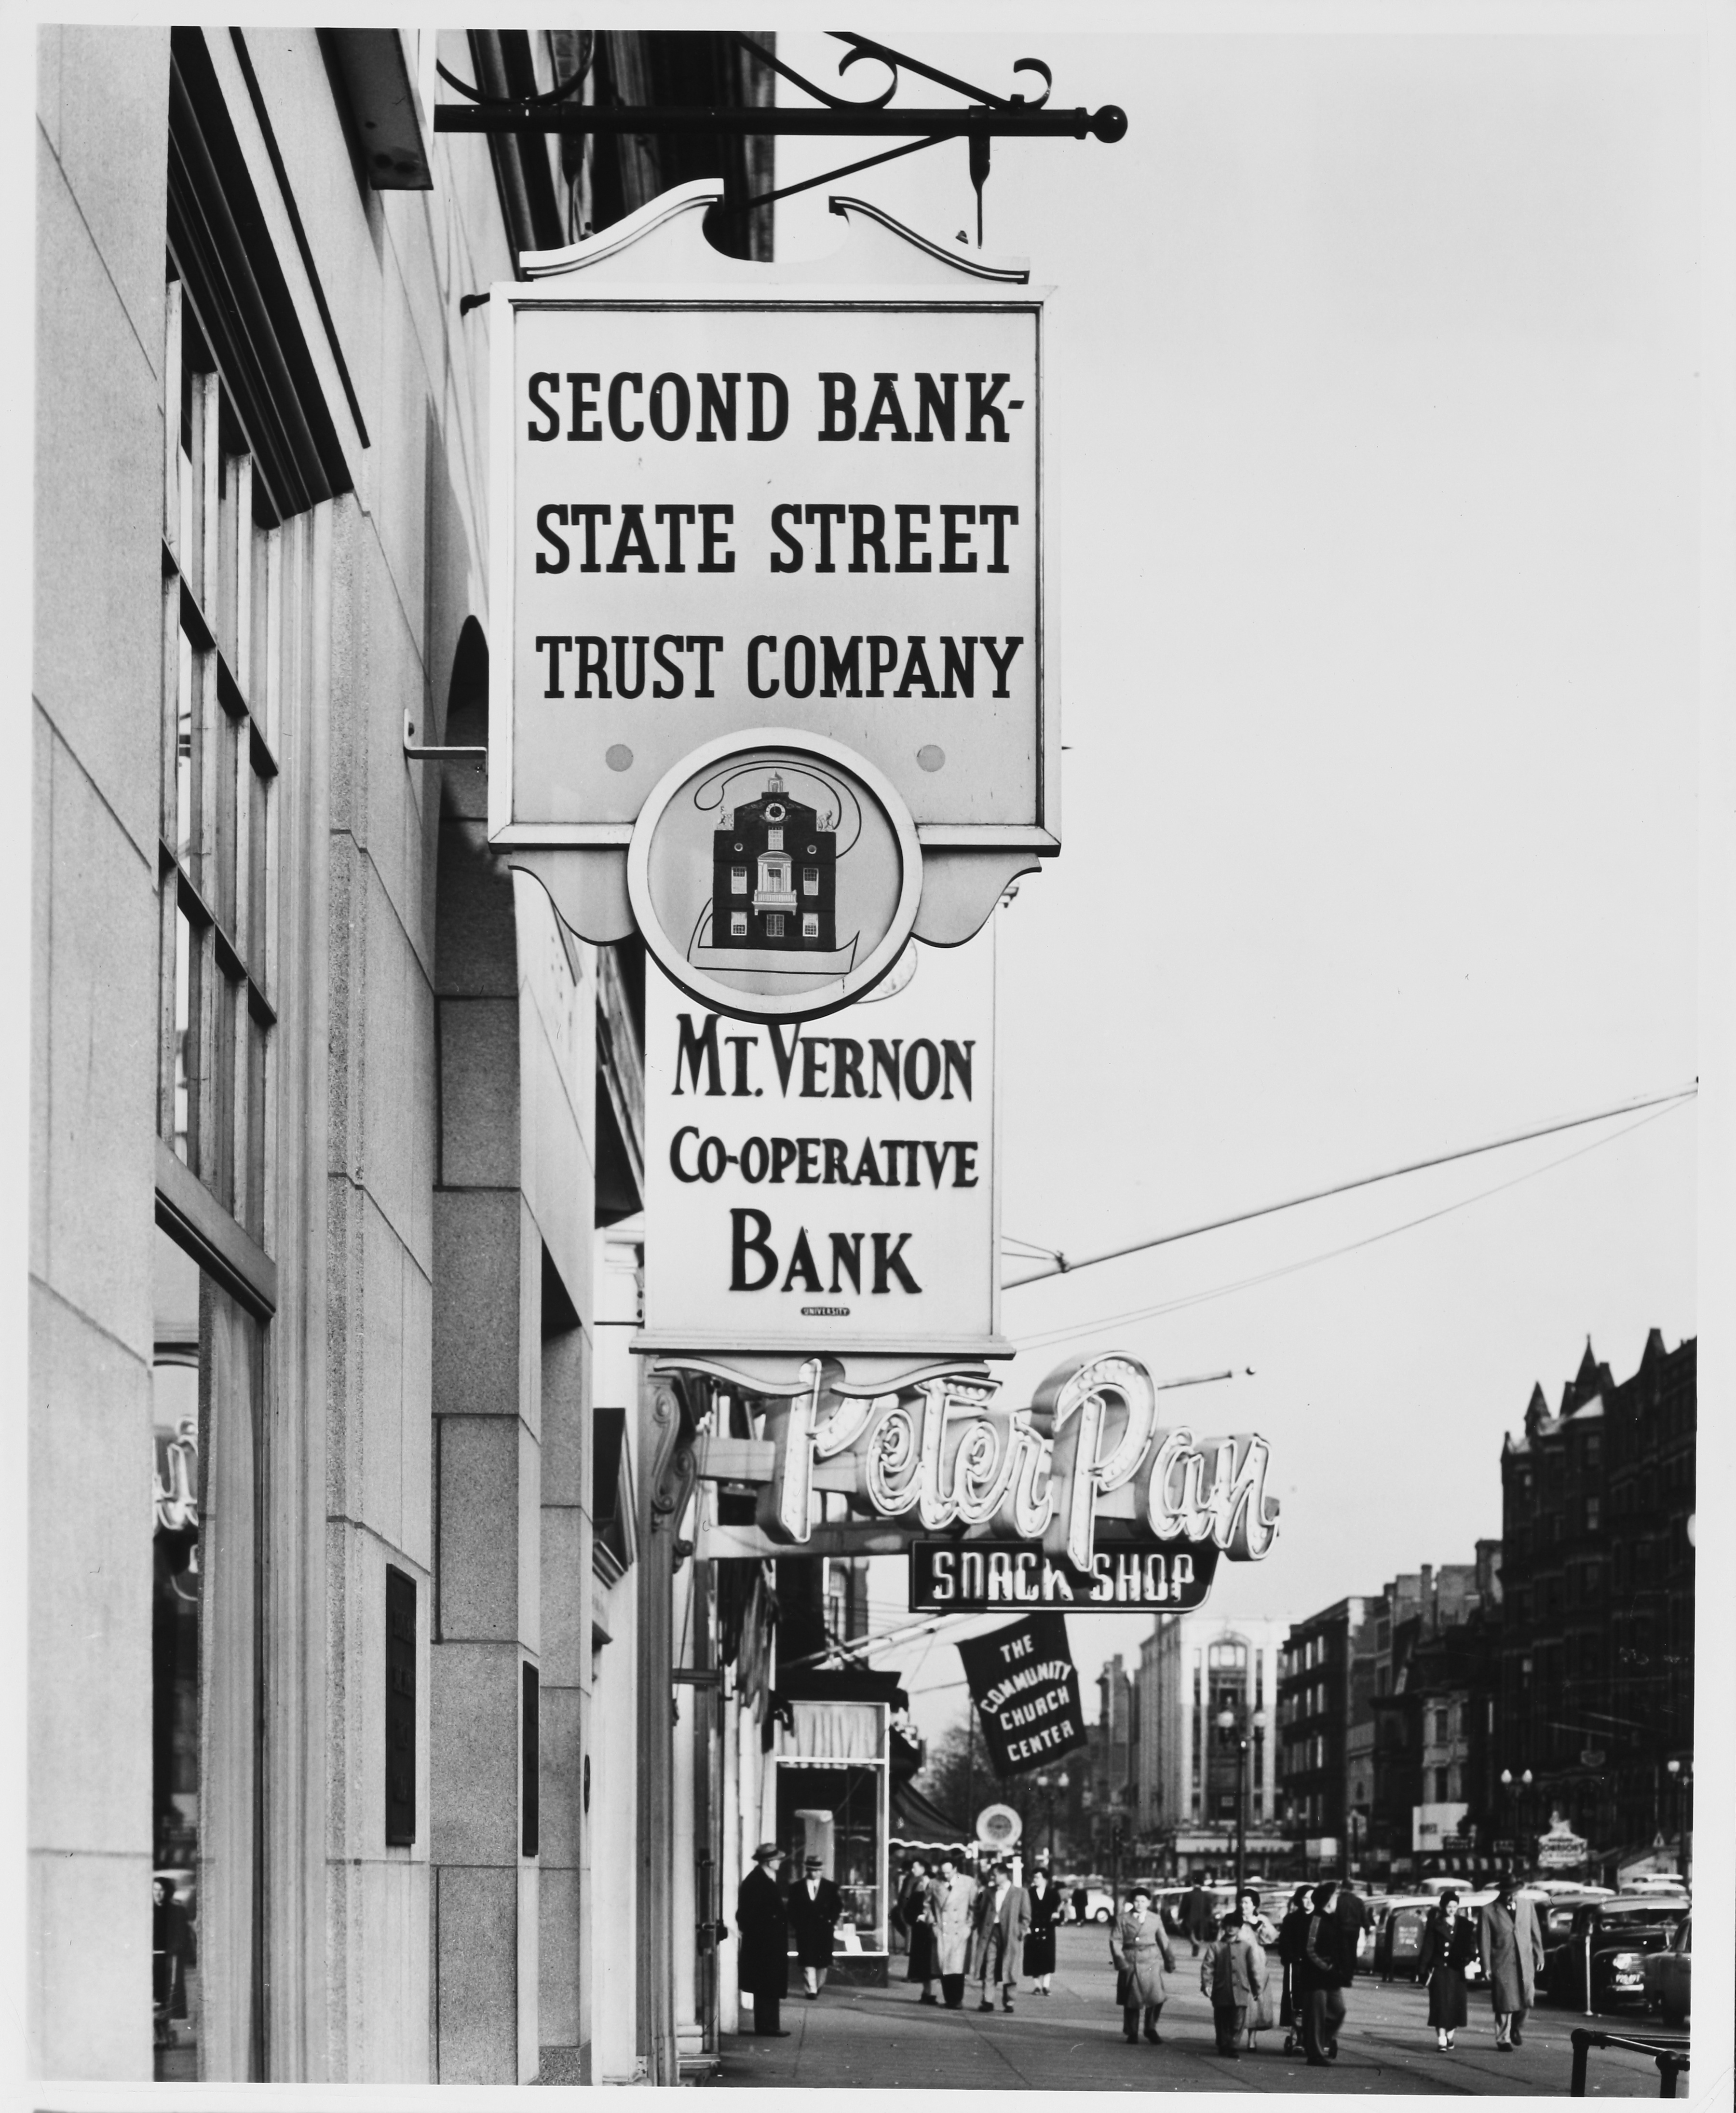 SECOND BANK-
STATE STREET
TRUST COMPANY
MT. VERNON
CO-OPERATIVE
BANK
UNIVERSITY
Peter Pan
SNACK SHOP
THE
COMMUNITY
CHURCH
CENTER